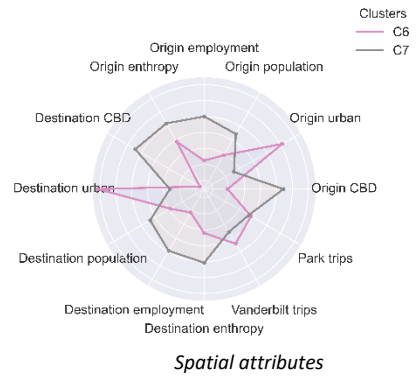 Clusters
C6
C7
Origin employment
Origin enthropy
Origin population
Destination CBD
Origin urban
Destination urban
Origin CBD
Destination population
Park trips
Destination employment
Vanderbilt trips
Destination enthropy
Spatial attributes